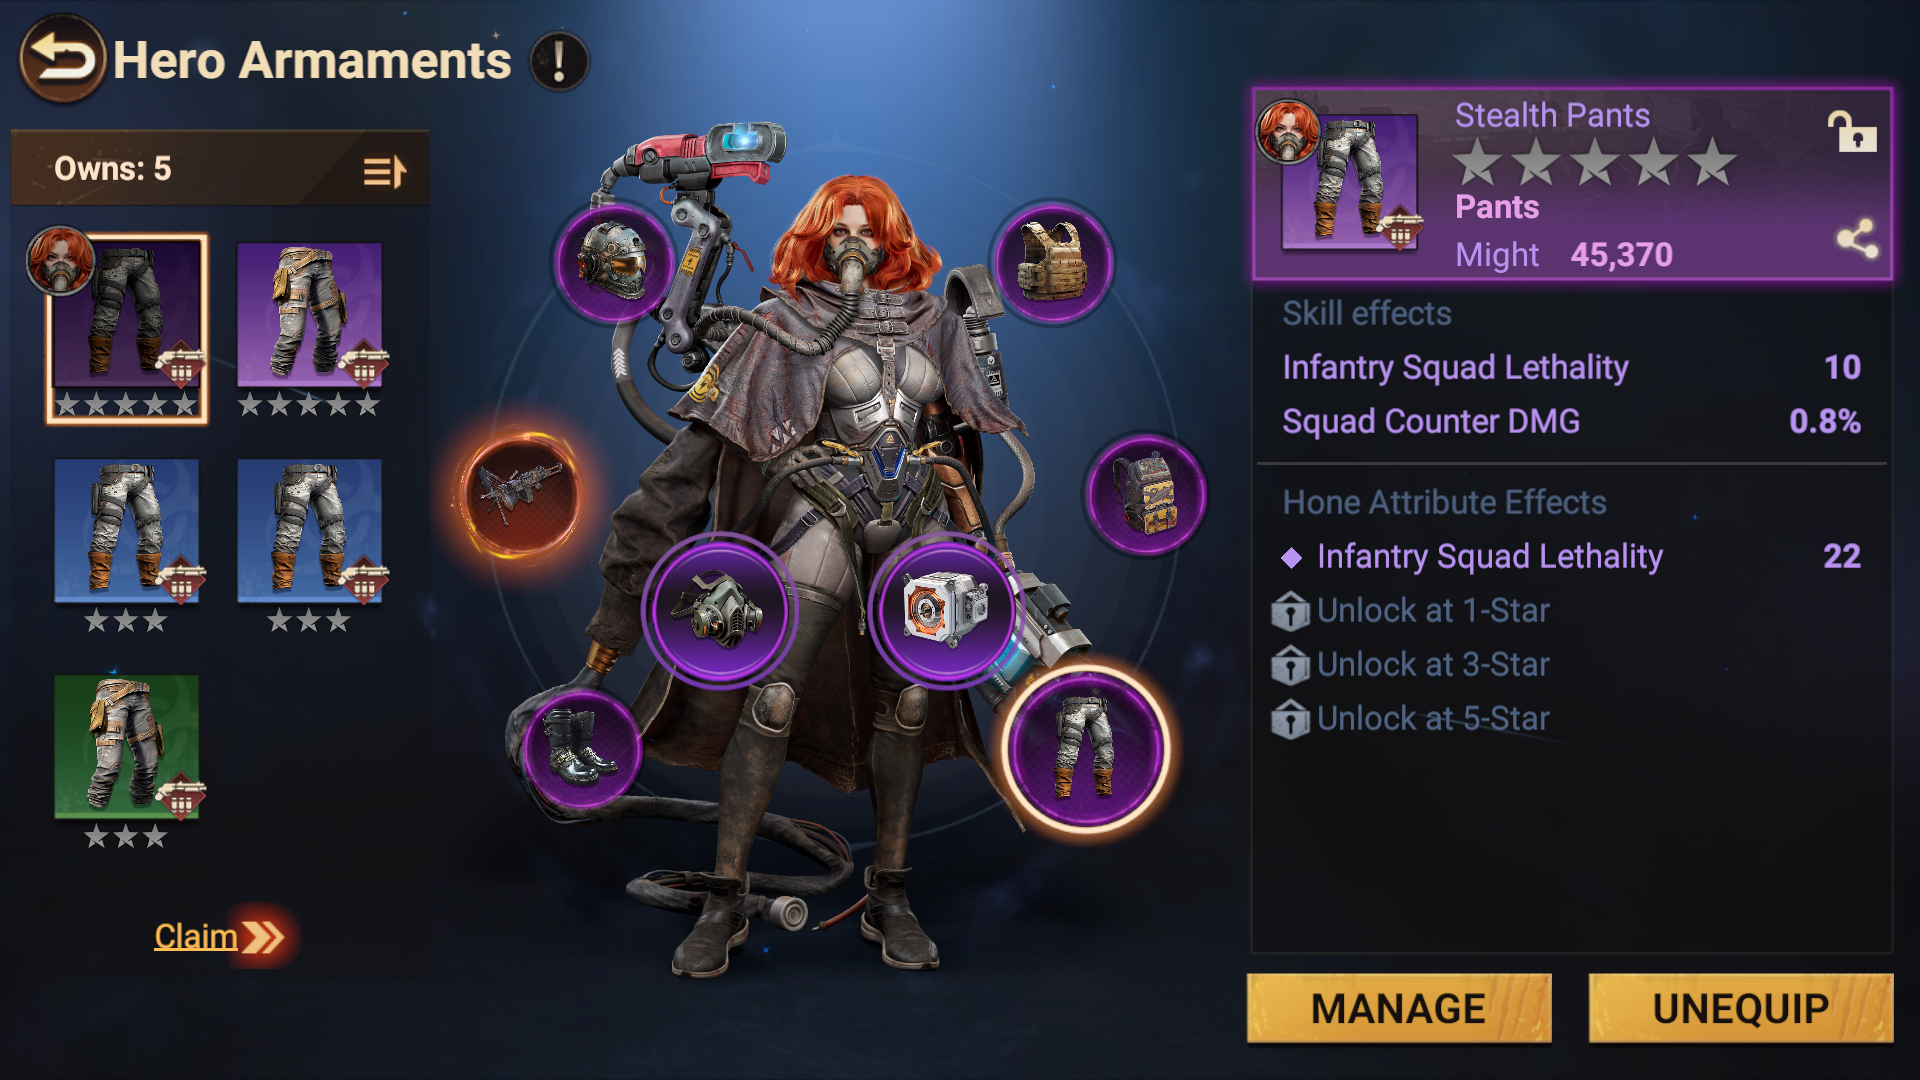 Hero Armaments
Owns: 5
Claim
Stealth Pants
Pants
Might 45,370
Skill effects
Infantry Squad Lethality 10
Squad Counter DMG 0.8%
Hone Attribute Effects
Infantry Squad Lethality 22
Unlock at 1-Star
Unlock at 3-Star
Unlock at 5-Star
MANAGE
UNEQUIP